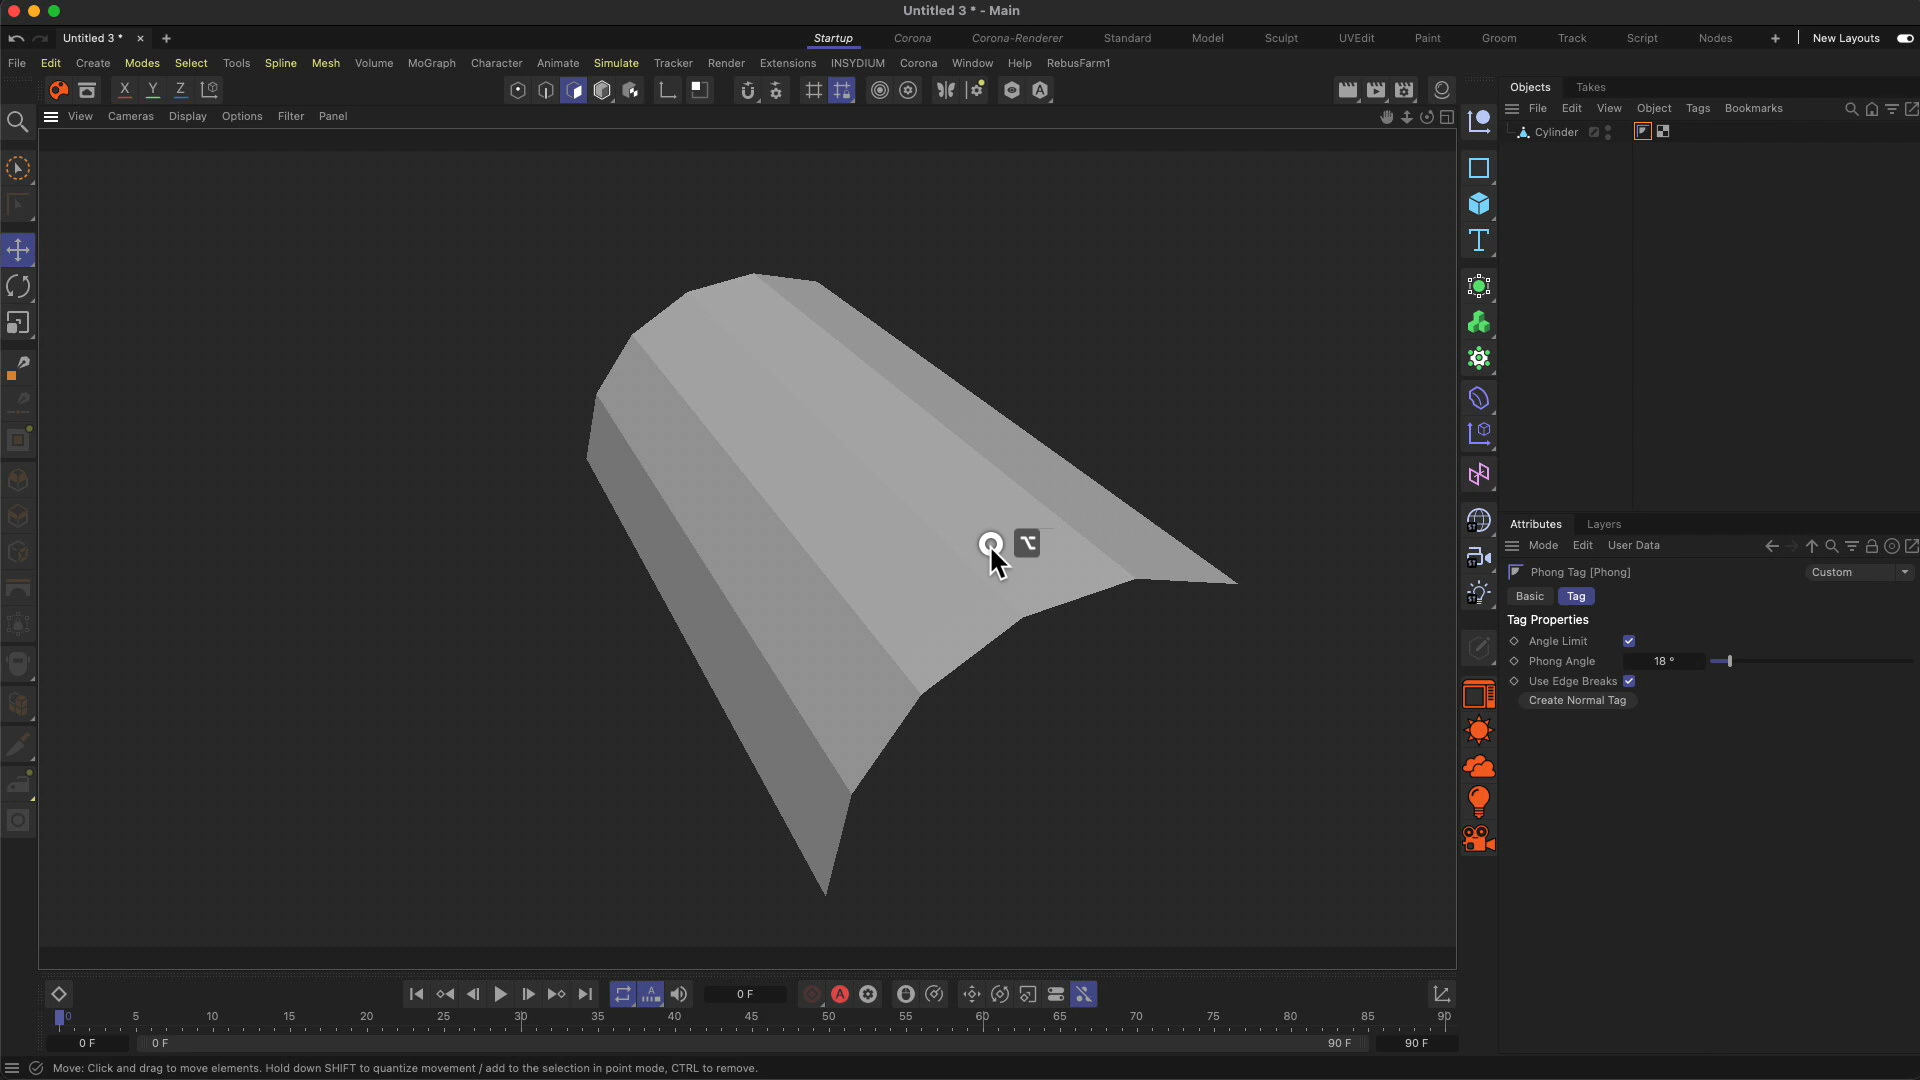 Untitled 3 * - Main
Untitled 3 *
Startup Corona Corona-Renderer Standard Model Sculpt UVEdit Paint Groom Track Script Nodes New Layouts
File Edit Create Modes Select Tools Spline Mesh Volume MoGraph Character Animate Simulate Tracker Render Extensions INSYDIUM Corona Window Help RebusFarm1
X Y Z
Objects Takes
View Cameras Display Options Filter Panel
File Edit View Object Tags Bookmarks
Cylinder
Attributes Layers
Mode Edit User Data
Phong Tag [Phong] Custom
Basic Tag
Tag Properties
Angle Limit
Phong Angle 18 °
Use Edge Breaks
Create Normal Tag
0 F
0 5 10 15 20 25 30 35 40 45 50 55 60 65 70 75 80 85 90
0 F 0 F 90 F 90 F
Move: Click and drag to move elements. Hold down SHIFT to quantize movement / add to the selection in point mode, CTRL to remove.